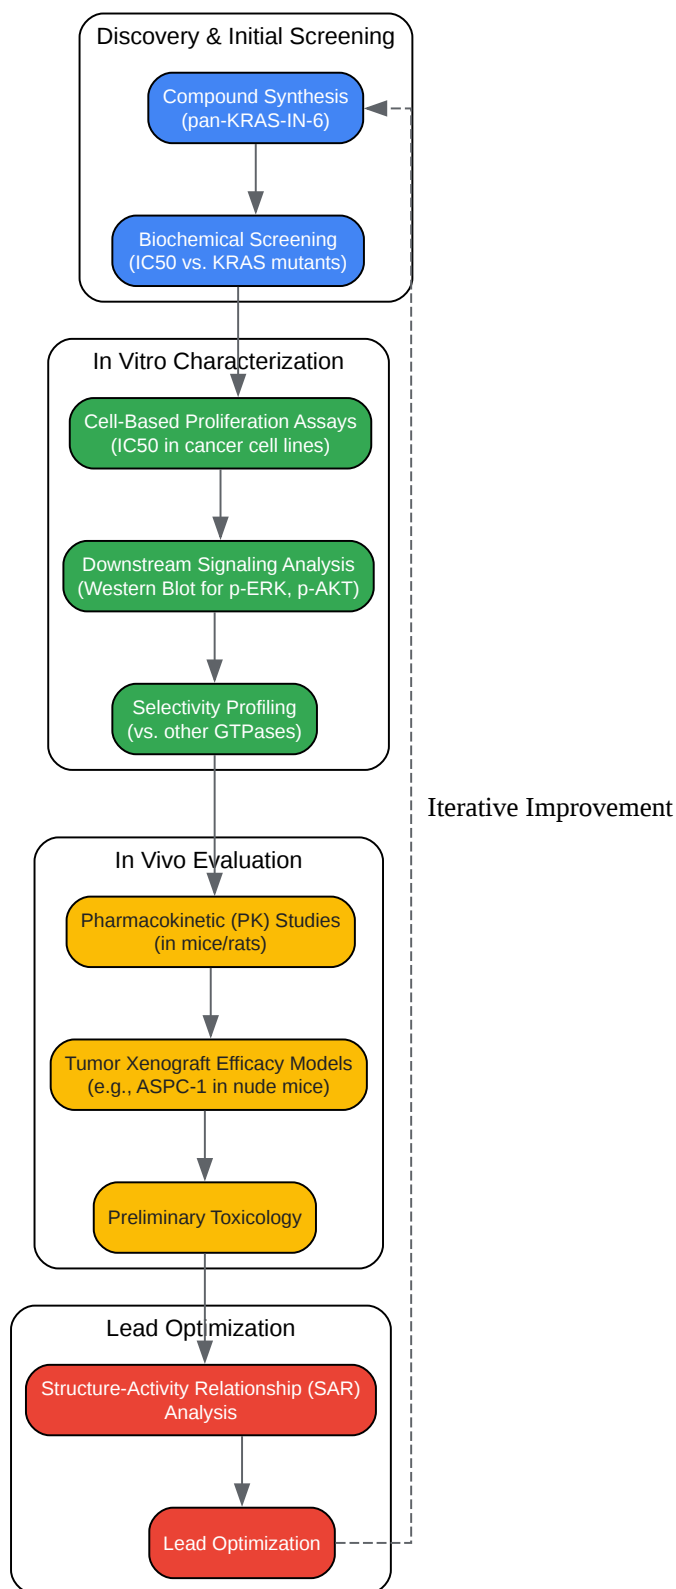 Discovery & Initial Screening
Compound Synthesis
(pan-KRAS-IN-6)
Biochemical Screening
(IC50 vs. KRAS mutants)
In Vitro Characterization
Cell-Based Proliferation Assays
(IC50 in cancer cell lines)
Downstream Signaling Analysis
(Western Blot for p-ERK, p-AKT)
Selectivity Profiling
(vs. other GTPases)
Iterative Improvement
In Vivo Evaluation
Pharmacokinetic (PK) Studies
(in mice/rats)
Tumor Xenograft Efficacy Models
(e.g., ASPC-1 in nude mice)
Preliminary Toxicology
Lead Optimization
Structure-Activity Relationship (SAR)
Analysis
Lead Optimization